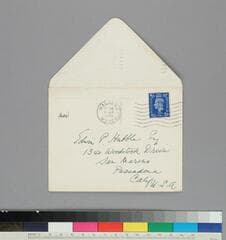 Edwin P Hubble Esq
1340 Woodstock Drive
San Marino
Pasadena
Calif U.S.A